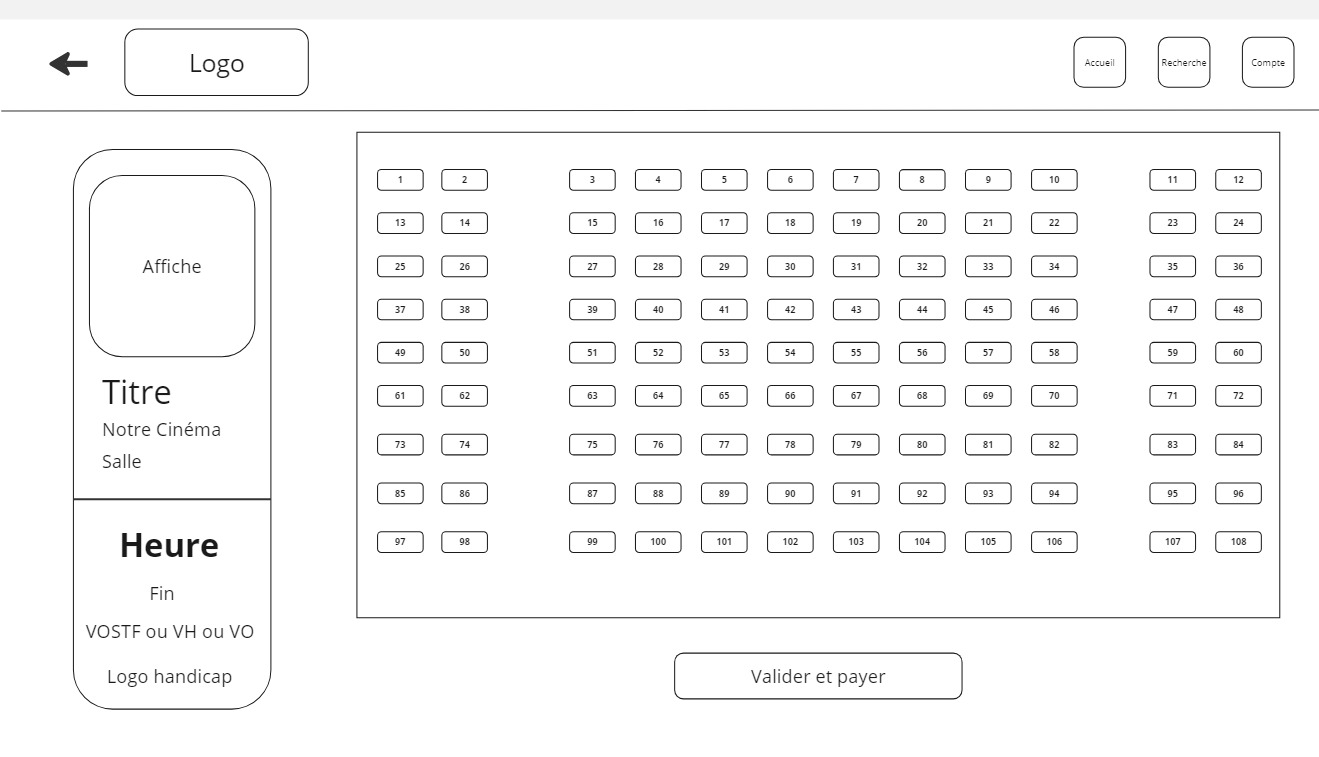 Logo
Accueil
Recherche
Compte
Affiche
Titre
Notre Cinéma
Salle
Heure
Fin
VOSTF ou VH ou VO
Logo handicap
1 2 3 4 5 6 7 8 9 10 11 12
13 14 15 16 17 18 19 20 21 22 23 24
25 26 27 28 29 30 31 32 33 34 35 36
37 38 39 40 41 42 43 44 45 46 47 48
49 50 51 52 53 54 55 56 57 58 59 60
61 62 63 64 65 66 67 68 69 70 71 72
73 74 75 76 77 78 79 80 81 82 83 84
85 86 87 88 89 90 91 92 93 94 95 96
97 98 99 100 101 102 103 104 105 106 107 108
Valider et payer